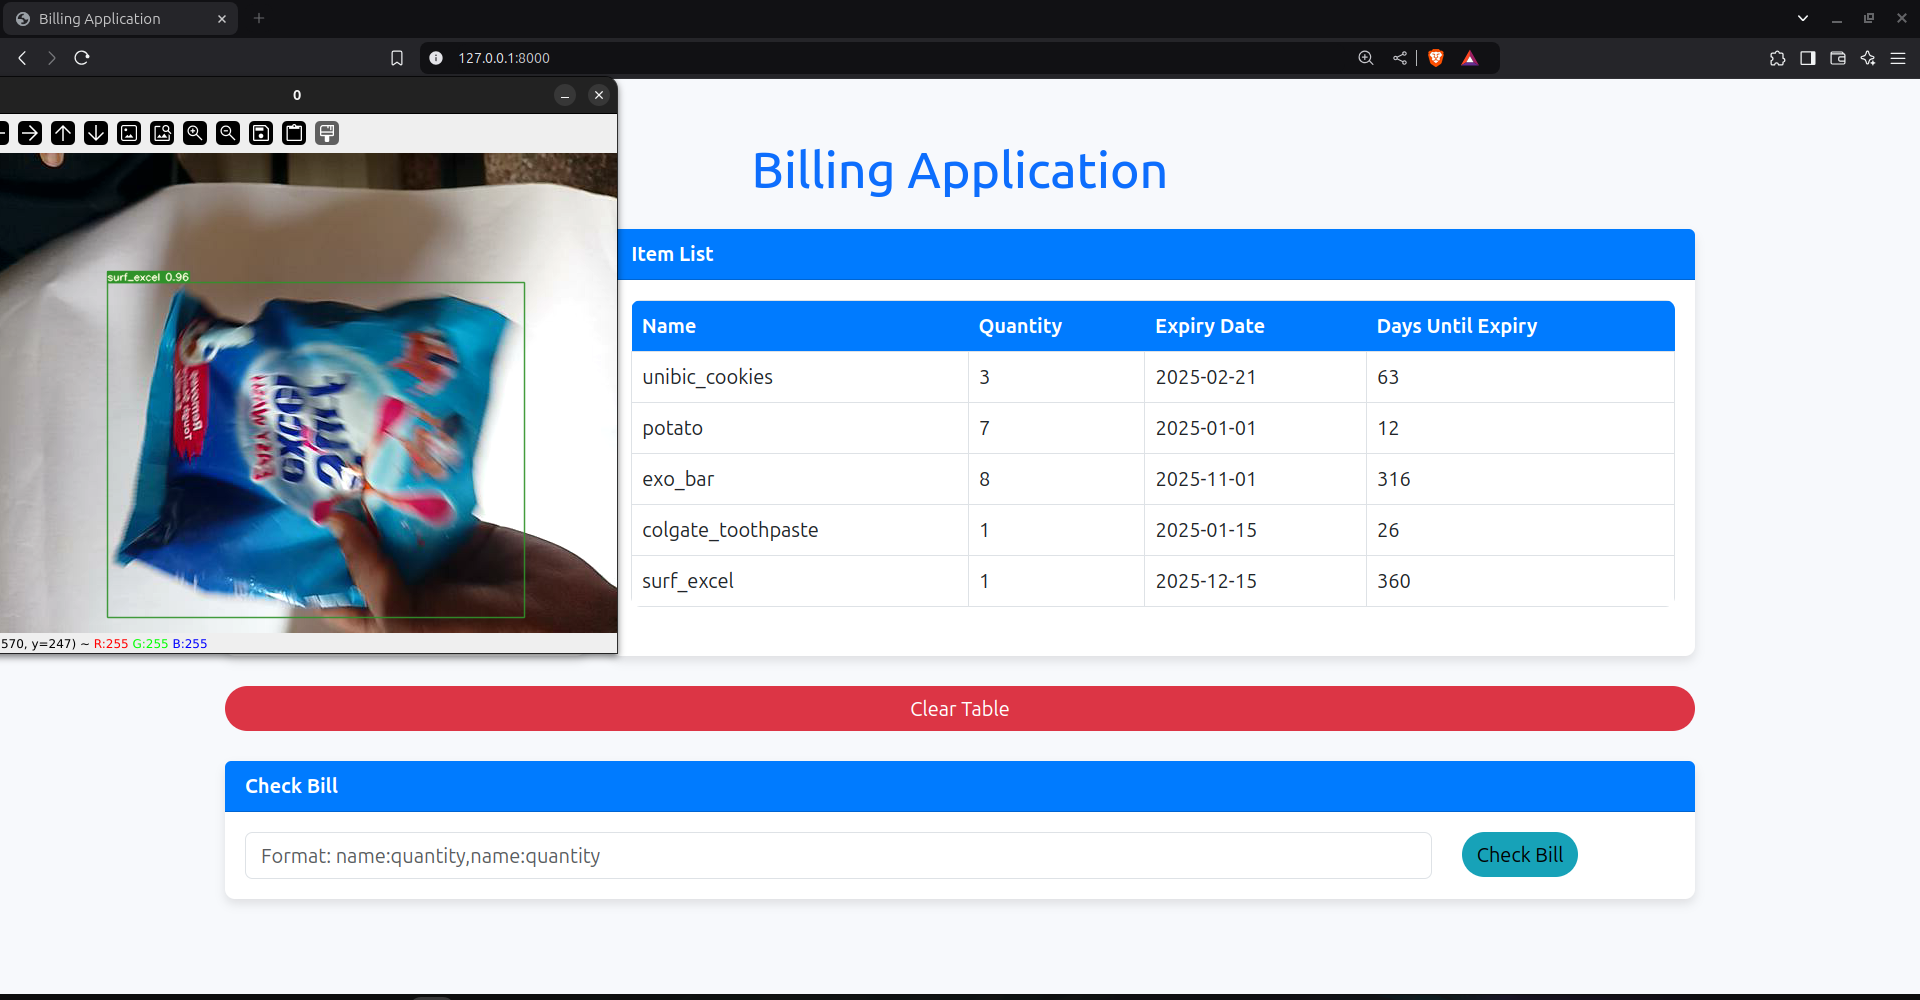 Billing Application
127.0.0.1:8000
0
surf_excel 0.96
570, y=247) ~ R:255 G:255 B:255
Billing Application
Item List
Name Quantity Expiry Date Days Until Expiry
unibic_cookies 3 2025-02-21 63
potato 7 2025-01-01 12
exo_bar 8 2025-11-01 316
colgate_toothpaste 1 2025-01-15 26
surf_excel 1 2025-12-15 360
Clear Table
Check Bill
Format: name:quantity,name:quantity
Check Bill